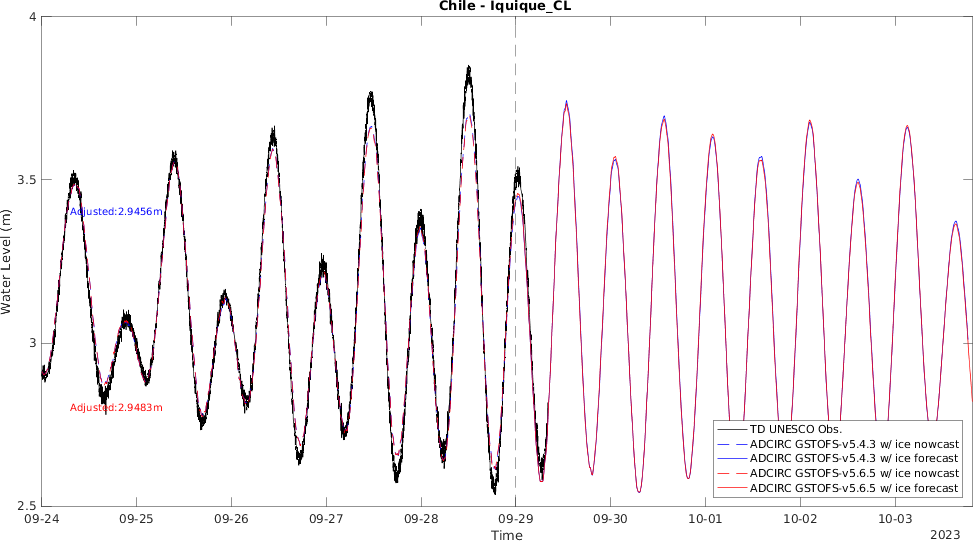 Chile - Iquique_CL
4
3.5
3
2.5
Water Level (m)
Adjusted:2.9456m
Adjusted:2.9483m
TD UNESCO Obs.
ADCIRC GSTOFS-v5.4.3 w/ ice nowcast
ADCIRC GSTOFS-v5.4.3 w/ ice forecast
ADCIRC GSTOFS-v5.6.5 w/ ice nowcast
ADCIRC GSTOFS-v5.6.5 w/ ice forecast
09-24 09-25 09-26 09-27 09-28 09-29 09-30 10-01 10-02 10-03
Time
2023